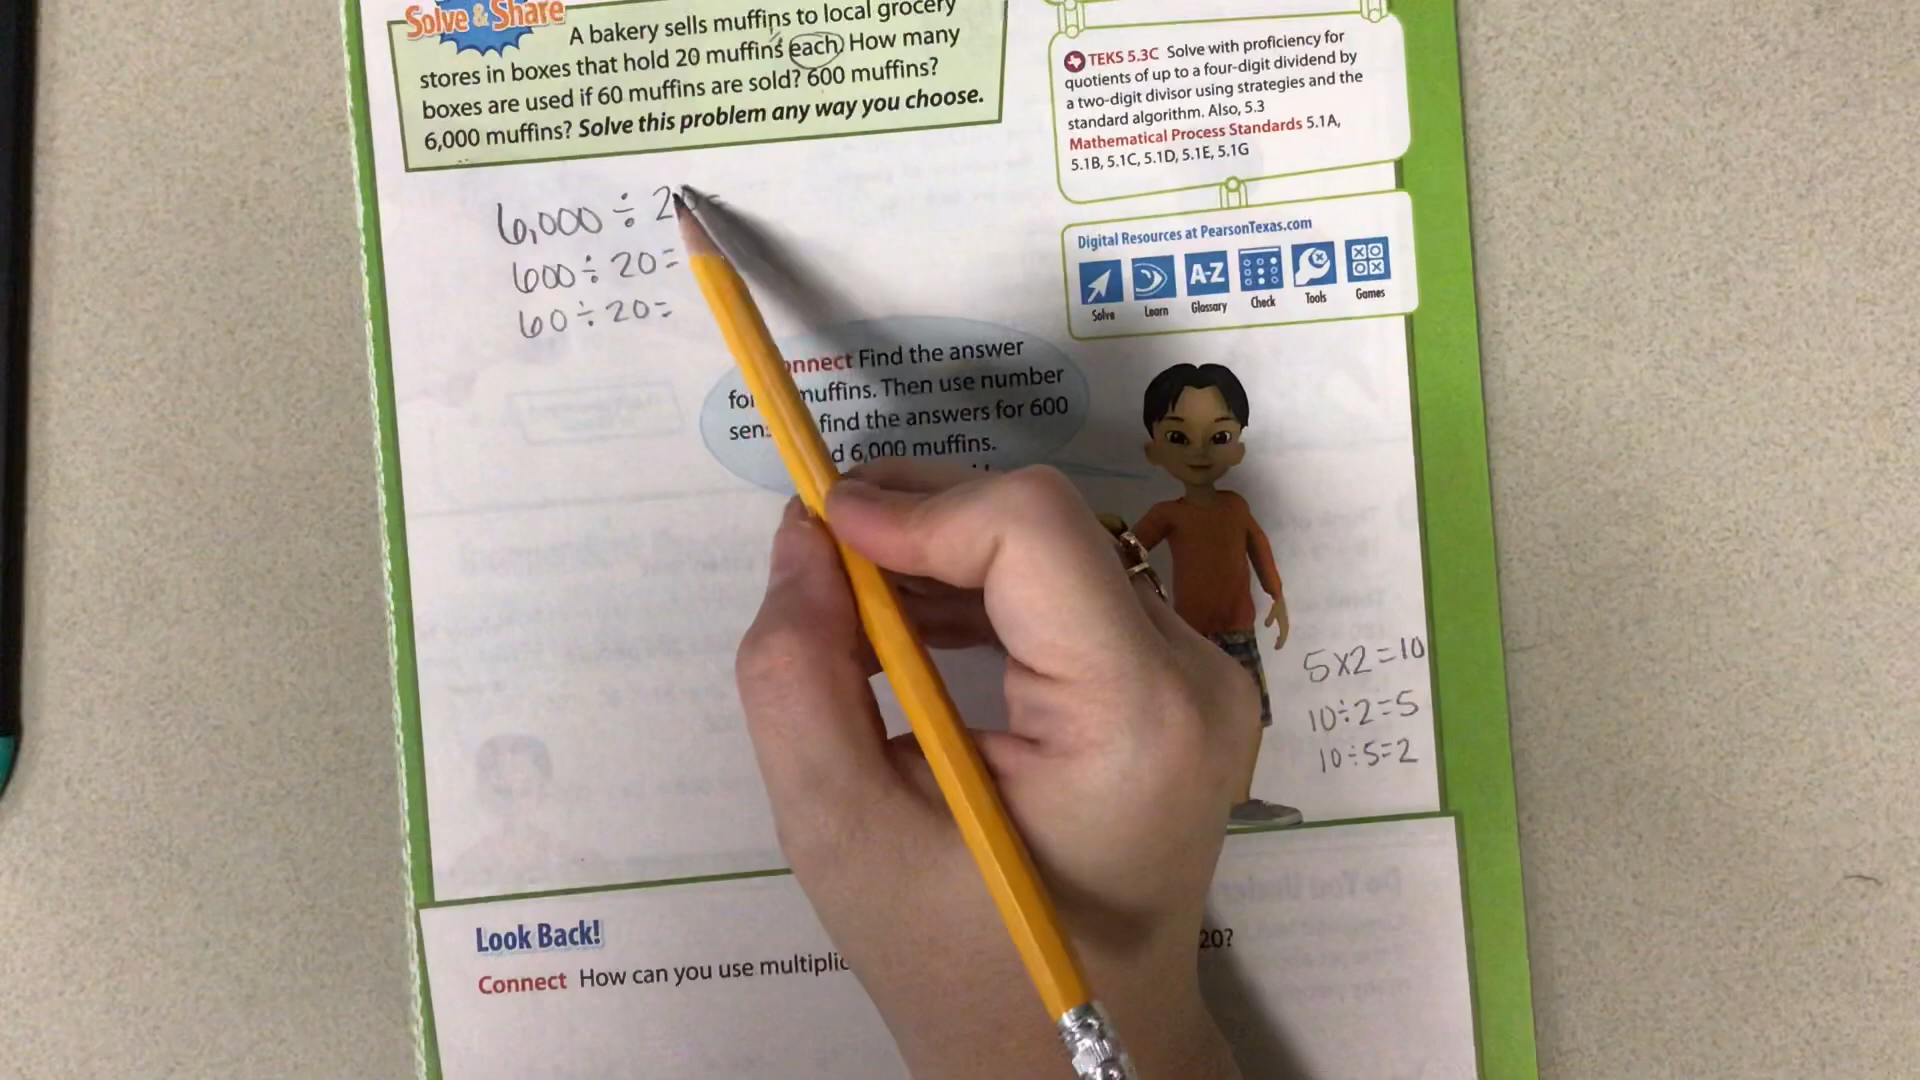 Solve & Share
A bakery sells muffins to local grocery
stores in boxes that hold 20 muffins each. How many
boxes are used if 60 muffins are sold? 600 muffins?
6,000 muffins? Solve this problem any way you choose.
TEKS 5.3C Solve with proficiency for
quotients of up to a four-digit dividend by
a two-digit divisor using strategies and the
standard algorithm. Also, 5.3
Mathematical Process Standards 5.1A,
5.1B, 5.1C, 5.1D, 5.1E, 5.1G
6,000 ÷ 20=
600 ÷ 20=
60 ÷ 20=
Digital Resources at PearsonTexas.com
A-Z
Solve Learn Glossary Check Tools Games
Find the answer
muffins. Then use number
find the answers for 600
6,000 muffins.
5x2=10
10÷2=5
10÷5=2
Look Back!
Connect How can you use 20?